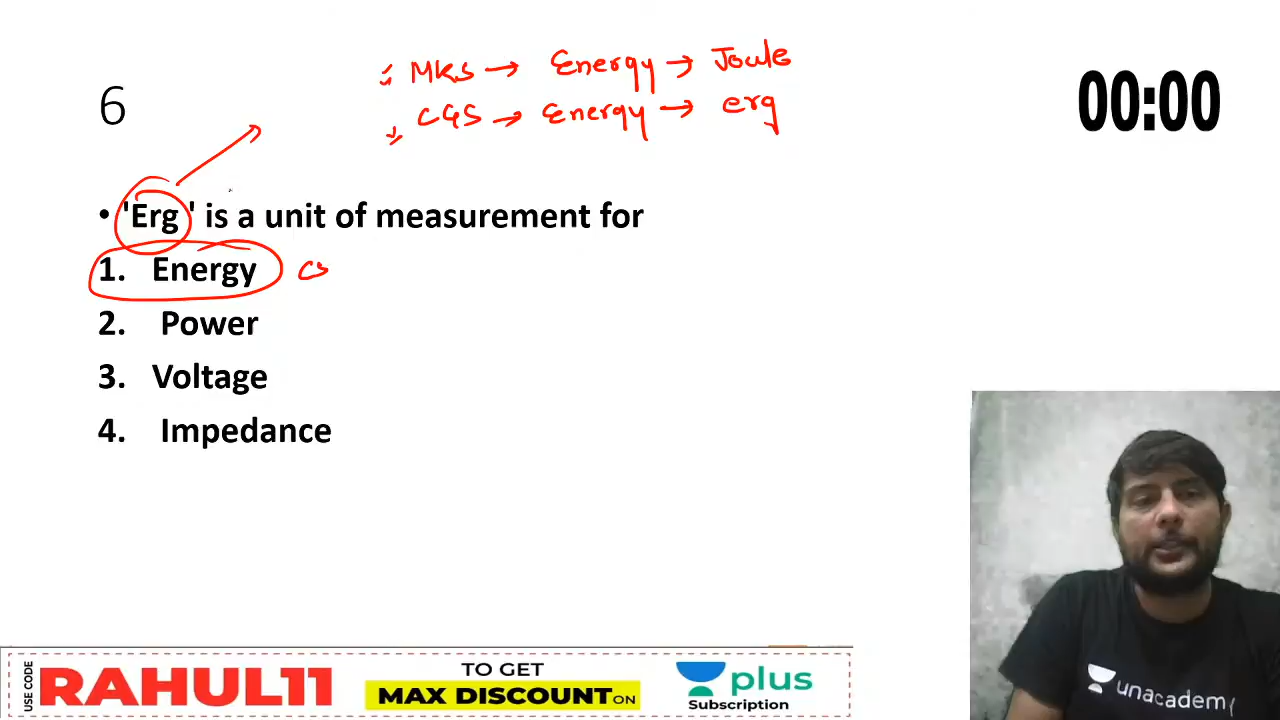 MKS → Energy → Joule
CGS → Energy → erg
6
00:00
• 'Erg ' is a unit of measurement for
1. Energy
2. Power
3. Voltage
4. Impedance
unacademy
USE CODE
RAHUL11
TO GET
MAX DISCOUNT ON
plus
Subscription